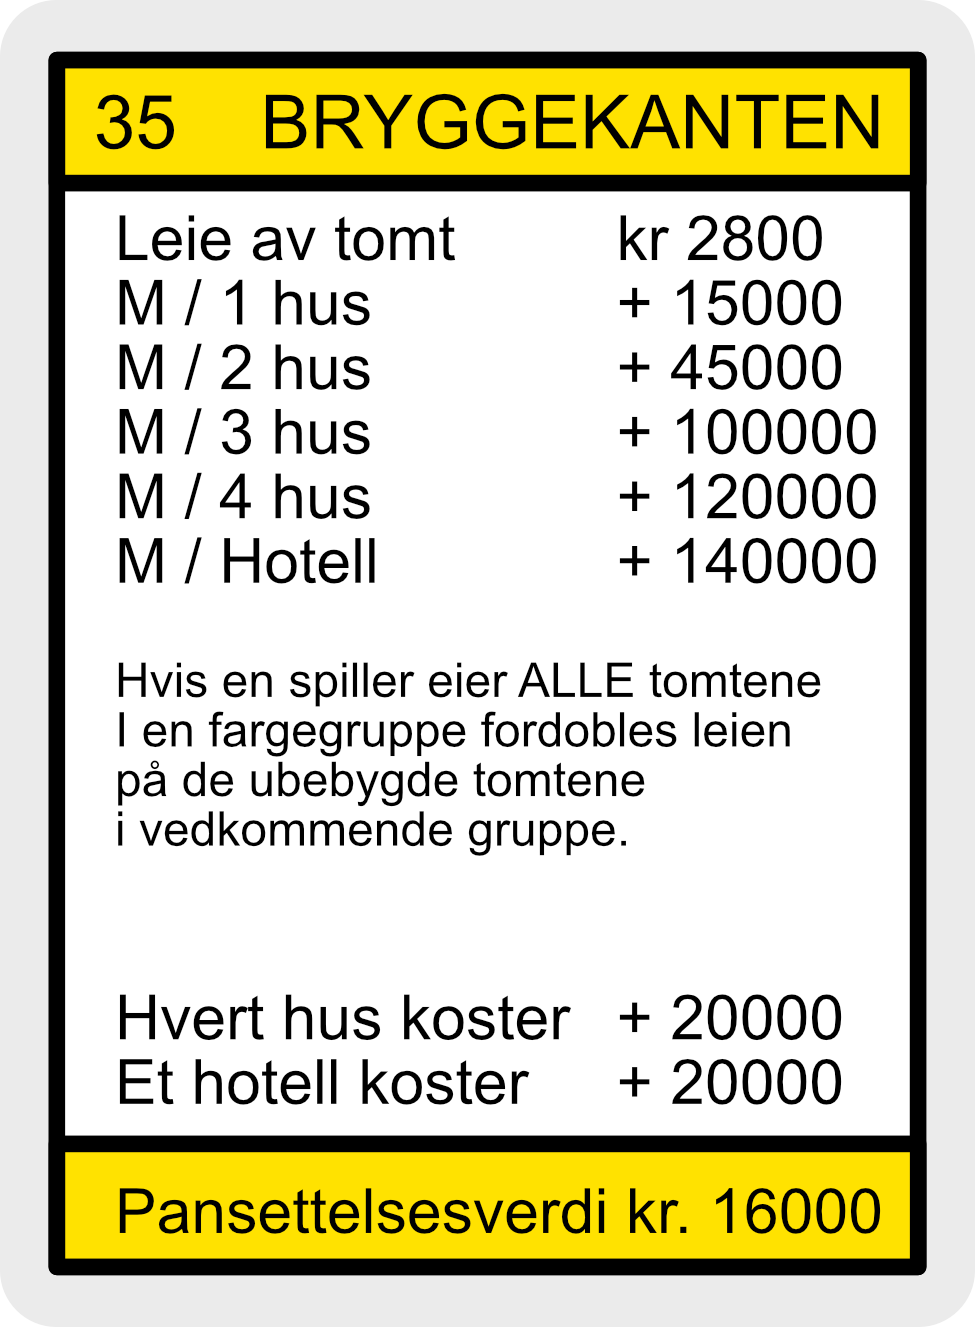 35 BRYGGEKANTEN
Leie av tomt kr 2800
M / 1 hus + 15000
M / 2 hus + 45000
M / 3 hus + 100000
M / 4 hus + 120000
M / Hotell + 140000
Hvis en spiller eier ALLE tomtene
I en fargegruppe fordobles leien
på de ubebygde tomtene
i vedkommende gruppe.
Hvert hus koster + 20000
Et hotell koster + 20000
Pansettelsesverdi kr. 16000